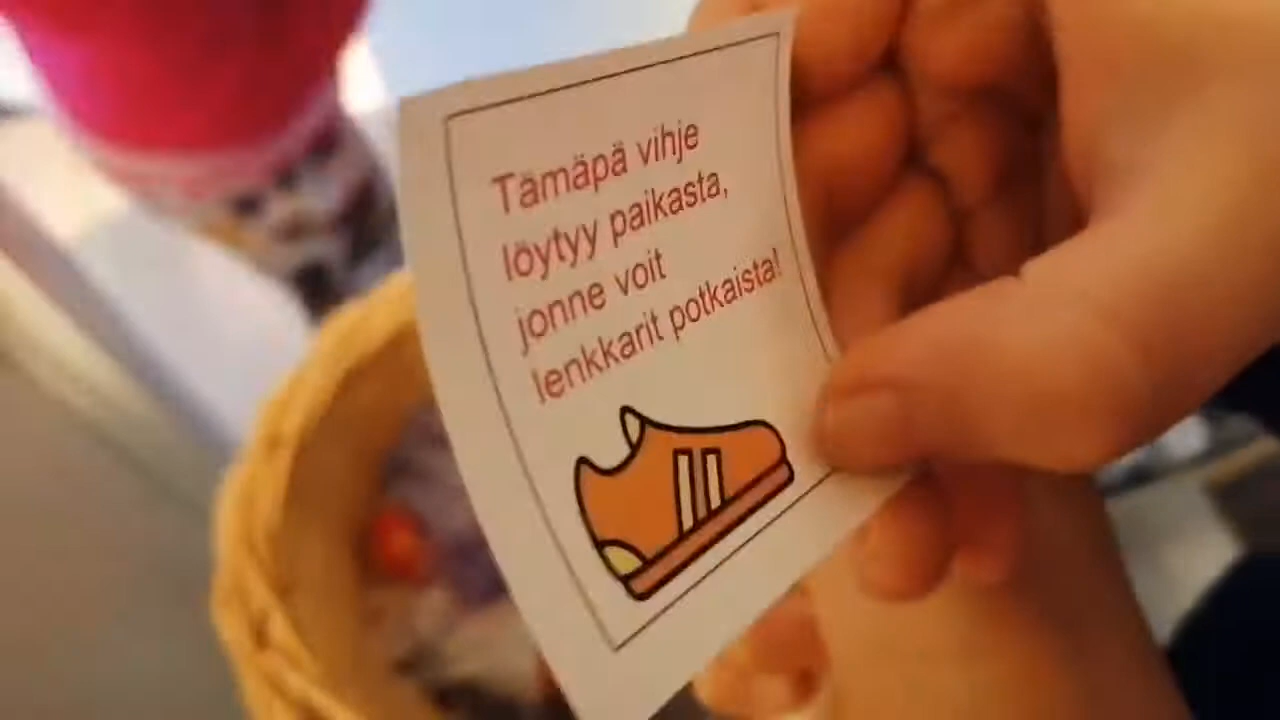 Tämäpä vihje
löytyy paikasta,
jonne voit
lenkkarit potkaista!